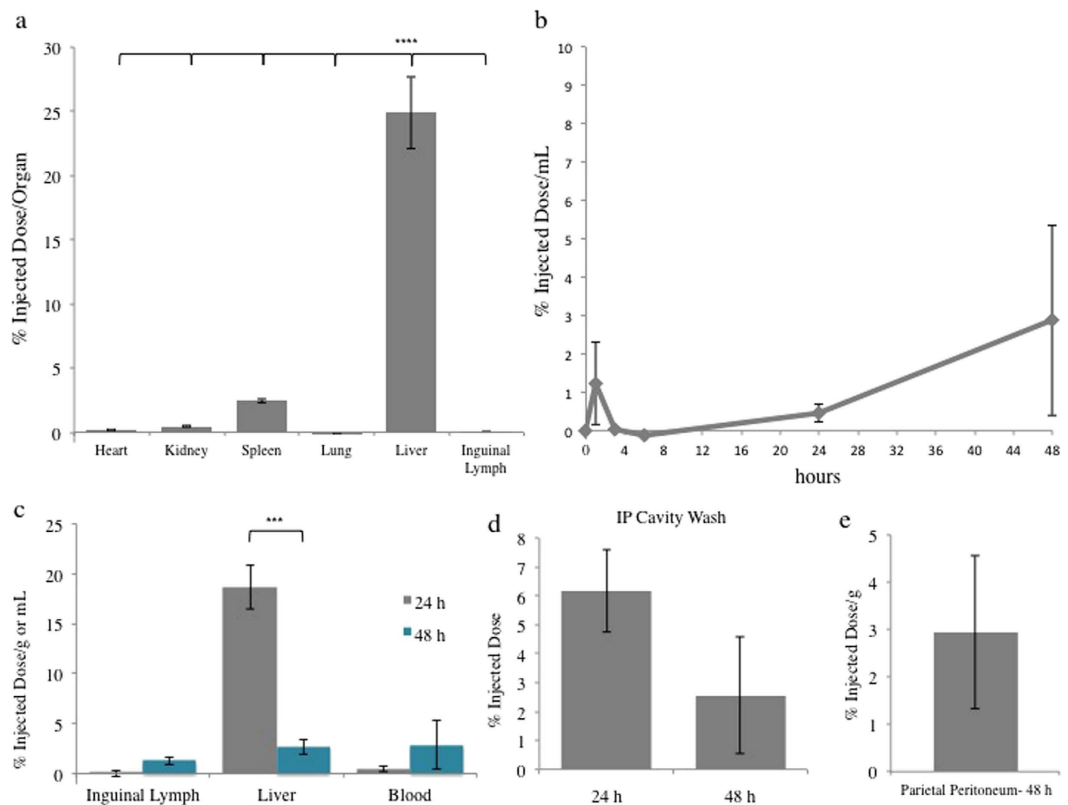 a
% Injected Dose/Organ
30
25
20
15
10
5
0
****
Heart
Kidney
Spleen
Lung
Liver
Inguinal
Lymph
b
% Injected Dose/mL
10
9
8
7
6
5
4
3
2
1
0
0 4 8 12 16 20 24 28 32 36 40 44 48
hours
c
% Injected Dose/g or mL
25
20
15
10
5
0
***
24 h
48 h
Inguinal Lymph
Liver
Blood
d
IP Cavity Wash
% Injected Dose
8
7
6
5
4
3
2
1
0
24 h
48 h
e
% Injected Dose/g
5
4
3
2
1
0
Parietal Peritoneum- 48 h